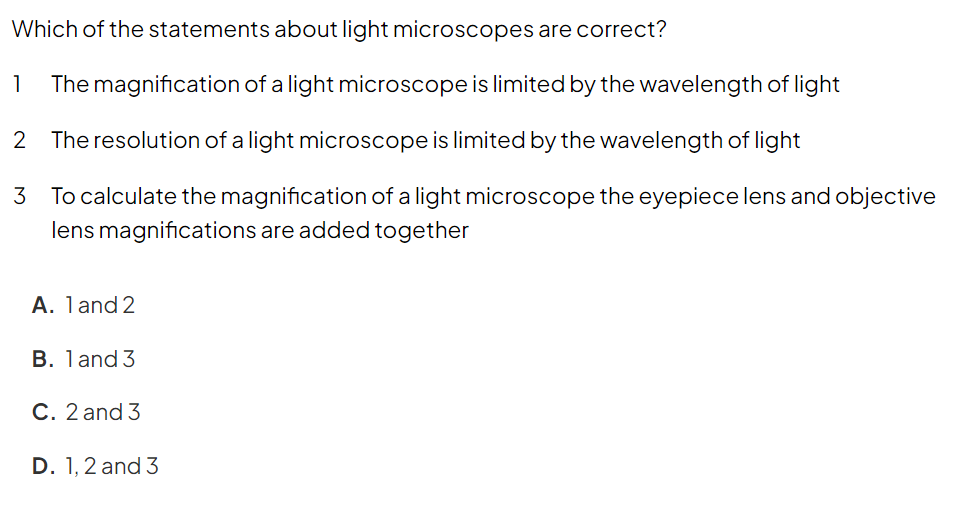 Which of the statements about light microscopes are correct?
1 The magnification of a light microscope is limited by the wavelength of light
2 The resolution of a light microscope is limited by the wavelength of light
3 To calculate the magnification of a light microscope the eyepiece lens and objective
lens magnifications are added together
A. 1 and 2
B. 1 and 3
C. 2 and 3
D. 1, 2 and 3